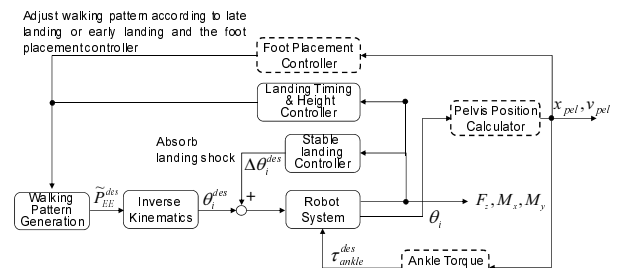 Adjust walking pattern according to late
landing or early landing and the foot
placement controller
Foot Placement
Controller
Landing Timing
& Height
Controller
Pelvis Position
Calculator
x_pel, v_pel
Absorb
landing shock
Δθ_i^des
Stable
landing
Controller
Walking
Pattern
Generation
P̃_EE^des
Inverse
Kinematics
θ_i^des
+
Robot
System
F_z, M_x, M_y
θ_i
τ_ankle^des
Ankle Torque